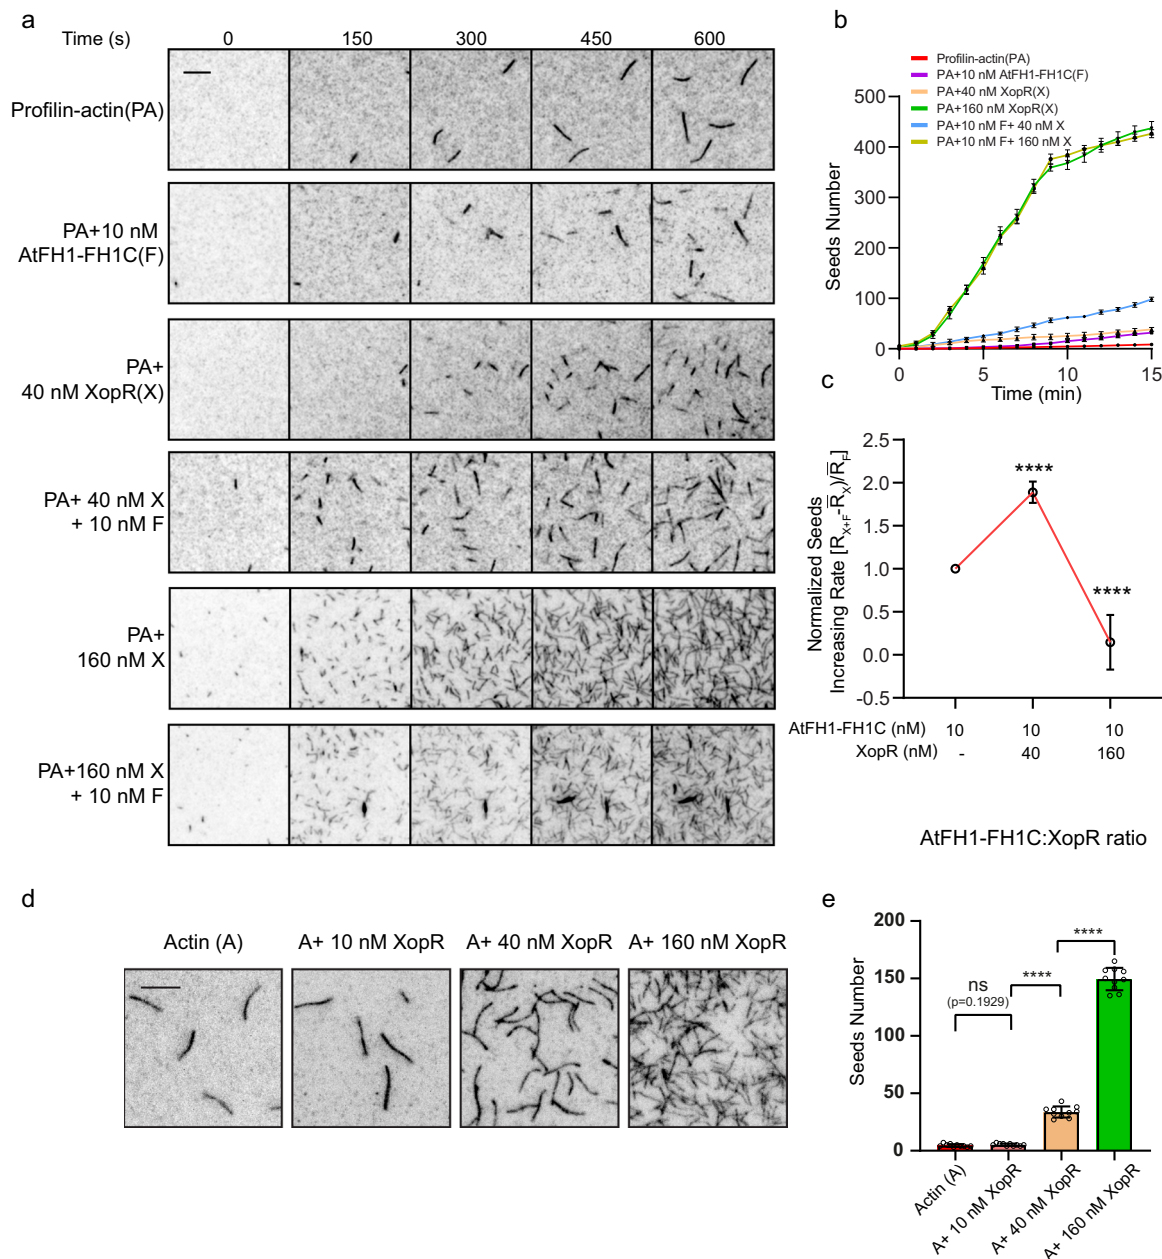 a
Time (s) 0 150 300 450 600
Profilin-actin(PA)
PA+10 nM
AtFH1-FH1C(F)
PA+
40 nM XopR(X)
PA+ 40 nM X
+ 10 nM F
PA+
160 nM X
PA+160 nM X
+ 10 nM F
b
Profilin-actin(PA)
PA+10 nM AtFH1-FH1C(F)
PA+40 nM XopR(X)
PA+160 nM XopR(X)
PA+10 nM F+ 40 nM X
PA+10 nM F+ 160 nM X
Seeds Number
500
400
300
200
100
0
0 5 10 15
Time (min)
c
Normalized Seeds
Increasing Rate [R_{X+F}-R̅_X)/R̅_F]
2.5
2.0
1.5
1.0
0.5
0.0
-0.5
****
****
AtFH1-FH1C (nM) 10 10 10
XopR (nM) - 40 160
AtFH1-FH1C:XopR ratio
d
Actin (A) A+ 10 nM XopR A+ 40 nM XopR A+ 160 nM XopR
e
Seeds Number
200
150
100
50
0
ns
(p=0.1929)
****
****
Actin (A)
A+ 10 nM XopR
A+ 40 nM XopR
A+ 160 nM XopR